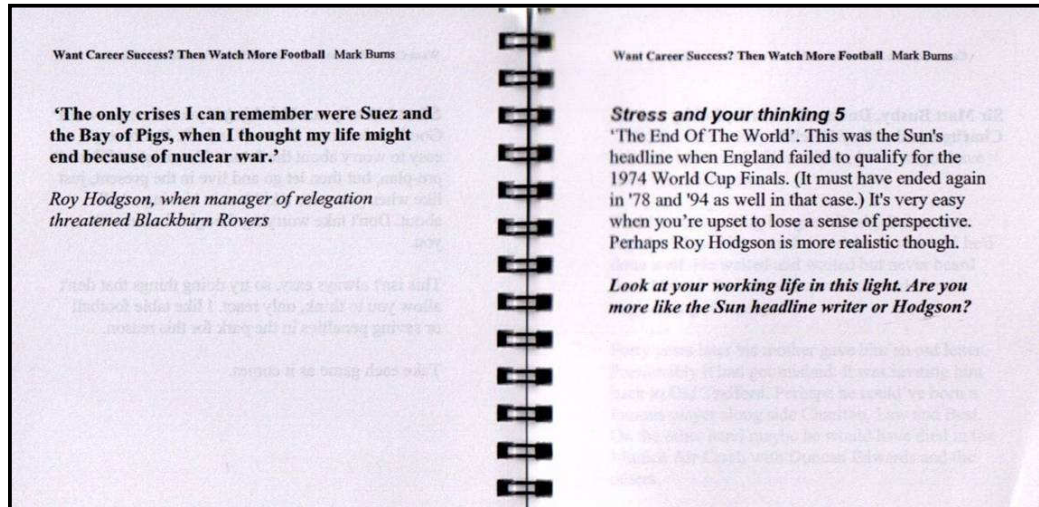 Want Career Success? Then Watch More Football Mark Burns
'The only crises I can remember were Suez and
the Bay of Pigs, when I thought my life might
end because of nuclear war.'
Roy Hodgson, when manager of relegation
threatened Blackburn Rovers
Want Career Success? Then Watch More Football Mark Burns
Stress and your thinking 5
'The End Of The World'. This was the Sun's
headline when England failed to qualify for the
1974 World Cup Finals. (It must have ended again
in '78 and '94 as well in that case.) It's very easy
when you're upset to lose a sense of perspective.
Perhaps Roy Hodgson is more realistic though.
Look at your working life in this light. Are you
more like the Sun headline writer or Hodgson?